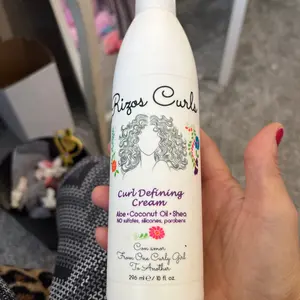 Rizos Curls
Curl Defining
Cream
Aloe • Coconut Oil • Shea
NO sulfates, silicones, parabens
Con amor
From One Curly Girl
To Another
296 ml / 10 fl. oz.